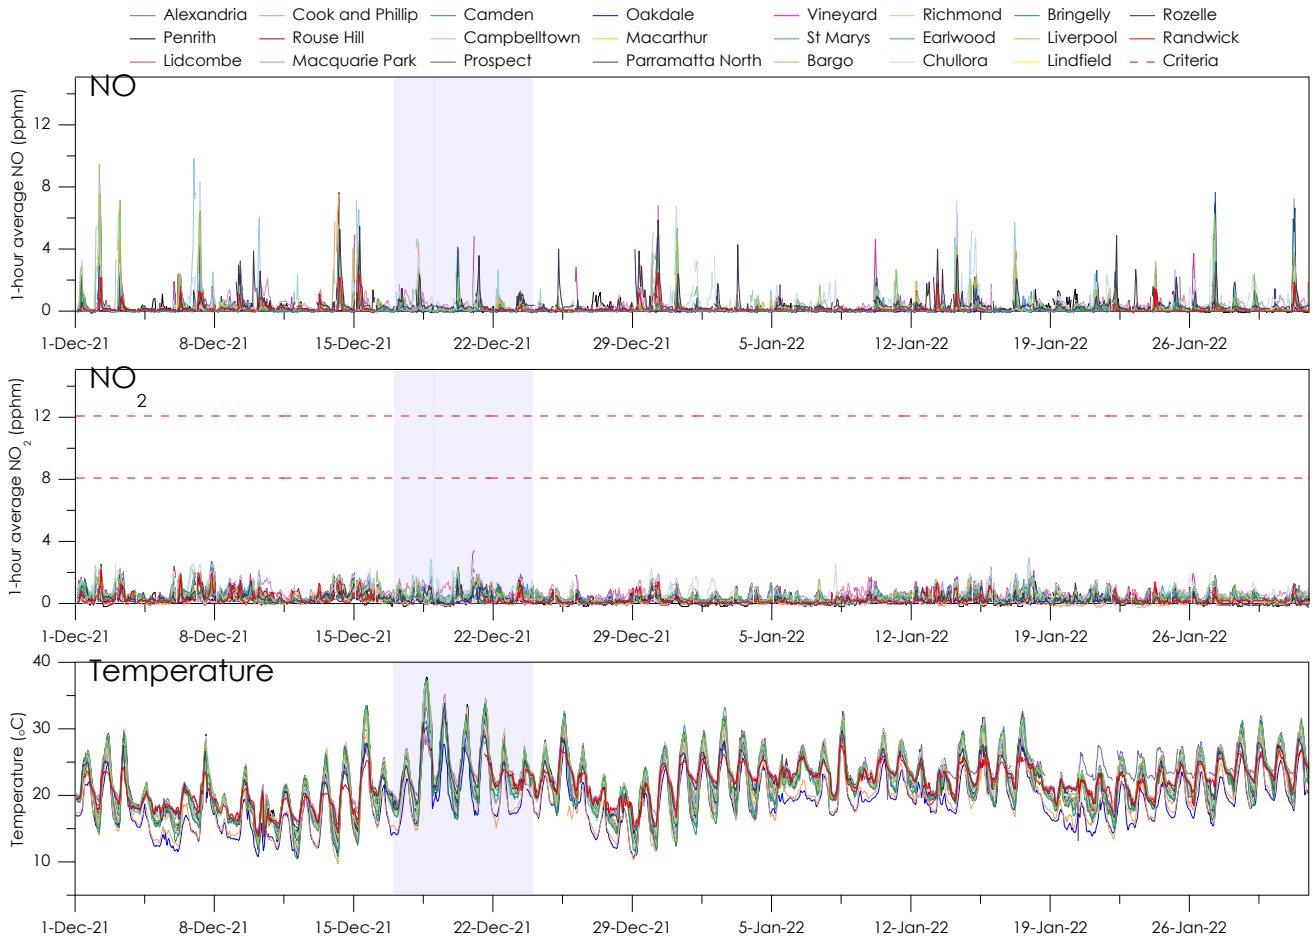 Alexandria Cook and Phillip Camden Oakdale Vineyard Richmond Bringelly Rozelle
Penrith Rouse Hill Campbelltown Macarthur St Marys Earlwood Liverpool Randwick
Lidcombe Macquarie Park Prospect Parramatta North Bargo Chullora Lindfield Criteria
NO
1-hour average NO (pphm)
12
8
4
0
1-Dec-21 8-Dec-21 15-Dec-21 22-Dec-21 29-Dec-21 5-Jan-22 12-Jan-22 19-Jan-22 26-Jan-22
NO2
1-hour average NO2 (pphm)
12
8
4
0
1-Dec-21 8-Dec-21 15-Dec-21 22-Dec-21 29-Dec-21 5-Jan-22 12-Jan-22 19-Jan-22 26-Jan-22
Temperature
Temperature (oC)
40
30
20
10
1-Dec-21 8-Dec-21 15-Dec-21 22-Dec-21 29-Dec-21 5-Jan-22 12-Jan-22 19-Jan-22 26-Jan-22